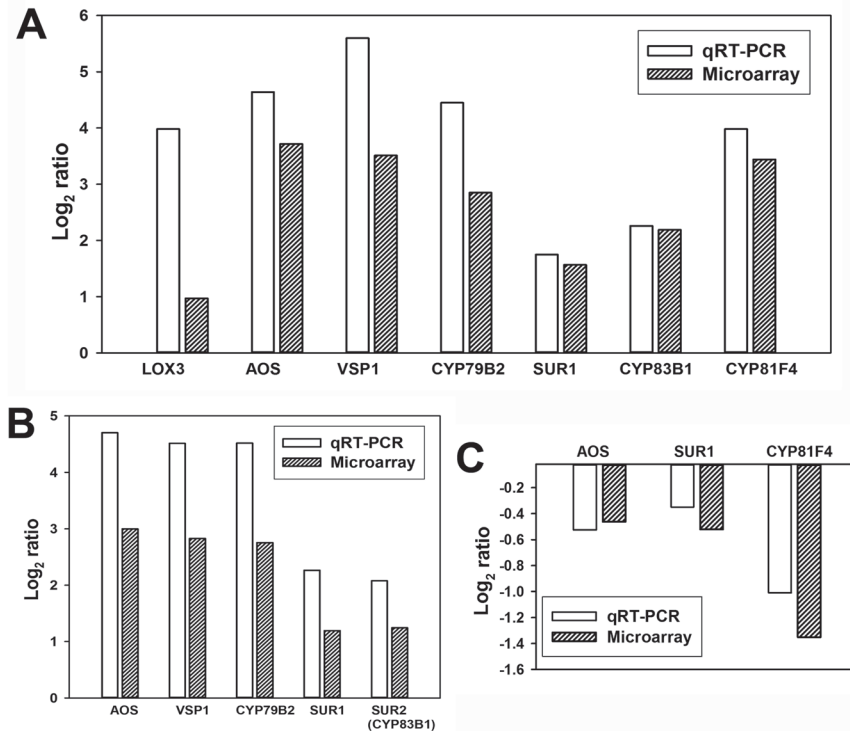 A
6
5
4
3
2
1
0
Log2 ratio
qRT-PCR
Microarray
LOX3 AOS VSP1 CYP79B2 SUR1 CYP83B1 CYP81F4
B
5
4
3
2
1
0
Log2 ratio
qRT-PCR
Microarray
AOS VSP1 CYP79B2 SUR1 SUR2
(CYP83B1)
C
AOS SUR1 CYP81F4
-0.2
-0.4
-0.6
-0.8
-1.0
-1.2
-1.4
-1.6
Log2 ratio
qRT-PCR
Microarray